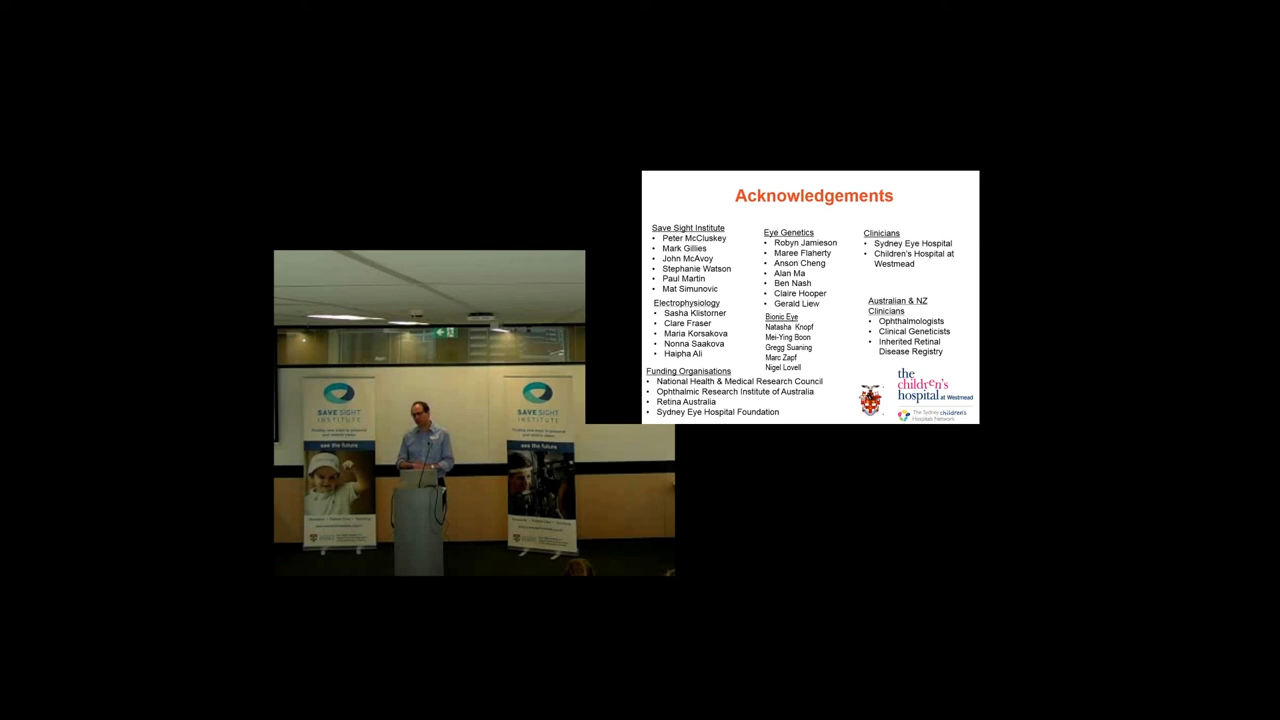 Acknowledgements
Save Sight Institute
• Peter McCluskey
• Mark Gillies
• John McAvoy
• Stephanie Watson
• Paul Martin
• Mat Simunovic
Electrophysiology
• Sasha Klistorner
• Clare Fraser
• Maria Korsakova
• Nonna Saakova
• Haipha Ali
Funding Organisations
• National Health & Medical Research Council
• Ophthalmic Research Institute of Australia
• Retina Australia
• Sydney Eye Hospital Foundation
Eye Genetics
• Robyn Jamieson
• Maree Flaherty
• Anson Cheng
• Alan Ma
• Ben Nash
• Claire Hooper
• Gerald Liew
Bionic Eye
Natasha Knopf
Mei-Ying Boon
Gregg Suaning
Marc Zapf
Nigel Lovell
Clinicians
• Sydney Eye Hospital
• Children's Hospital at
Westmead
Australian & NZ
Clinicians
• Ophthalmologists
• Clinical Geneticists
• Inherited Retinal
Disease Registry
the
children's
hospital at Westmead
The Sydney children's
Hospitals Network
SAVE SIGHT
INSTITUTE
see the future
SAVE SIGHT
INSTITUTE
see the future